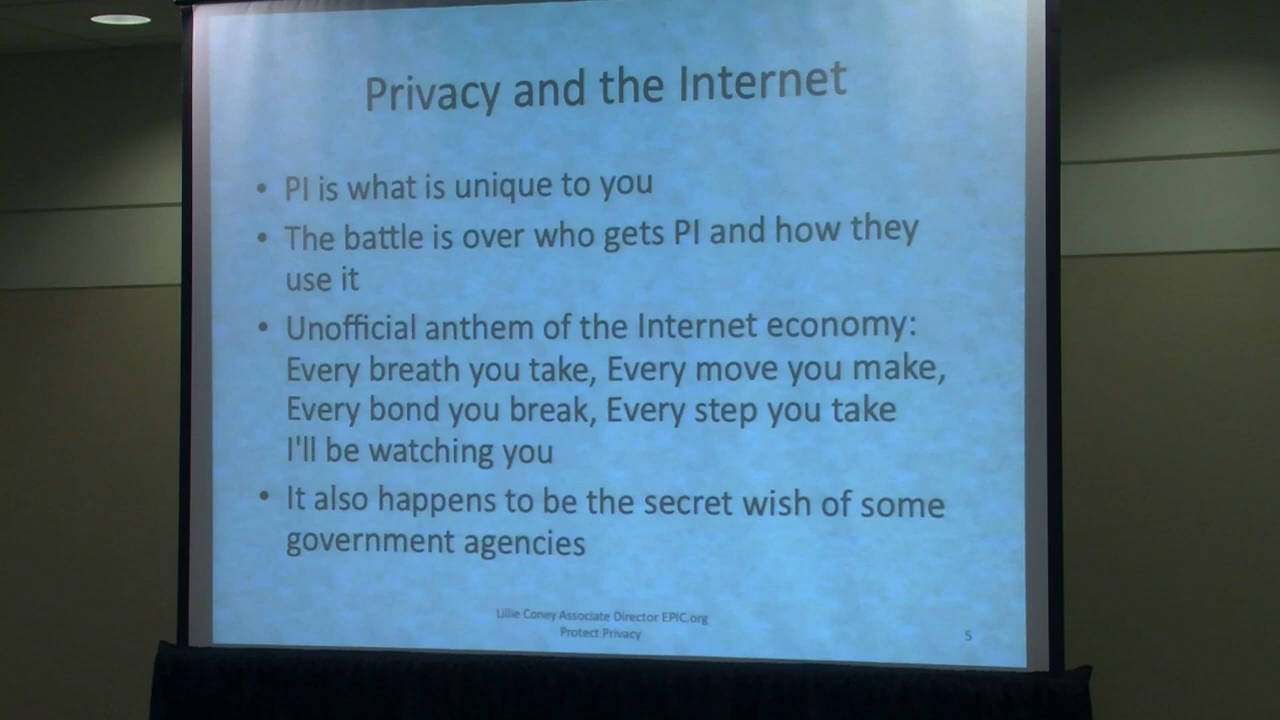 Privacy and the Internet
• PI is what is unique to you
• The battle is over who gets PI and how they
use it
• Unofficial anthem of the Internet economy:
Every breath you take, Every move you make,
Every bond you break, Every step you take
I'll be watching you
• It also happens to be the secret wish of some
government agencies
Lillie Coney Associate Director EPIC.org
Protect Privacy
5